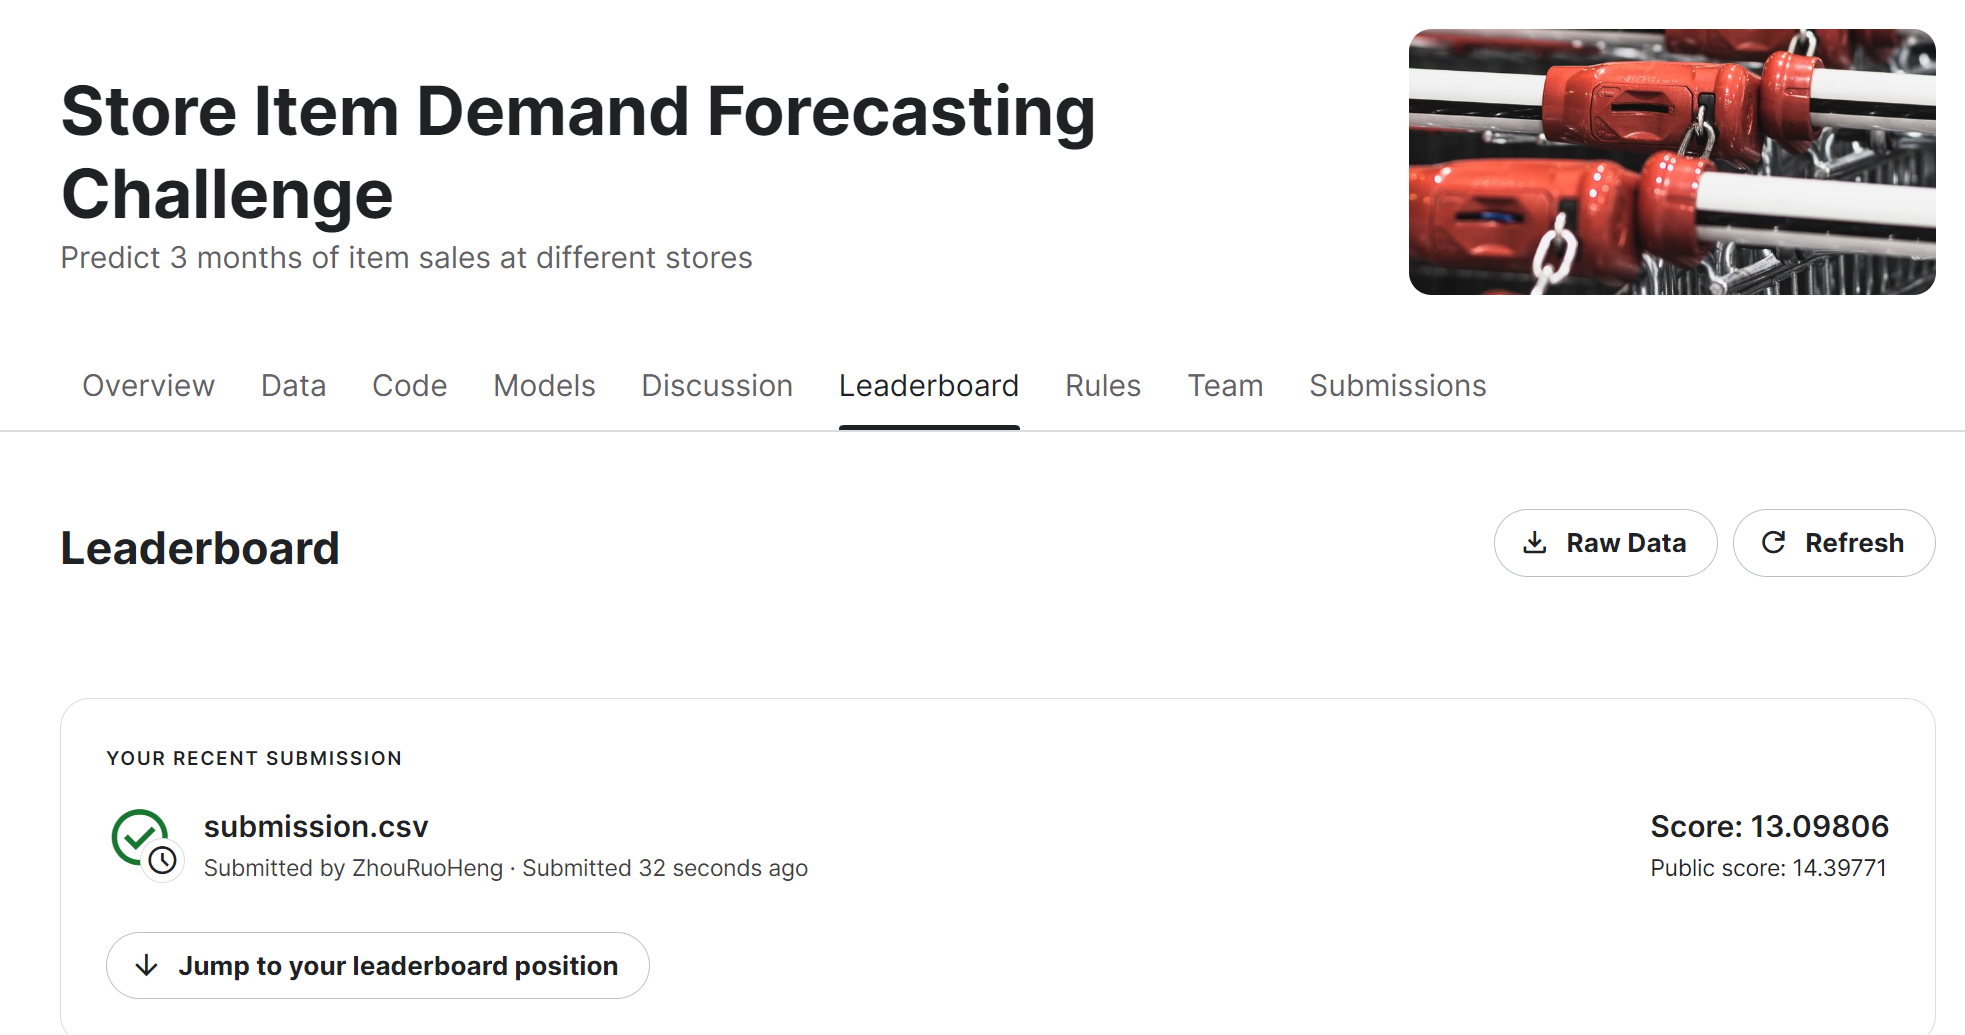 Store Item Demand Forecasting
Challenge
Predict 3 months of item sales at different stores
Overview Data Code Models Discussion Leaderboard Rules Team Submissions
Leaderboard
Raw Data Refresh
YOUR RECENT SUBMISSION
submission.csv
Score: 13.09806
Submitted by ZhouRuoHeng · Submitted 32 seconds ago
Public score: 14.39771
Jump to your leaderboard position